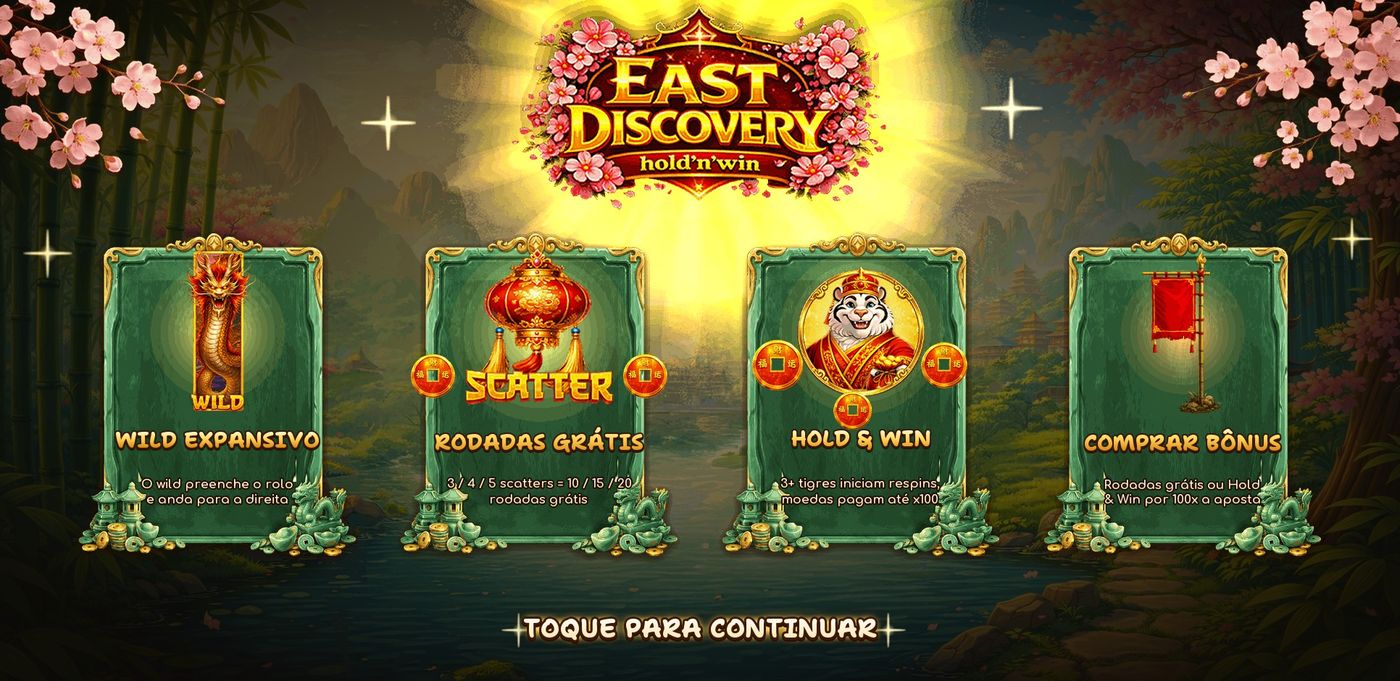 EAST
DISCOVERY
hold'n'win
WILD
WILD EXPANSIVO
O wild preenche o rolo
e anda para a direita
SCATTER
RODADAS GRÁTIS
3 / 4 / 5 scatters = 10 / 15 / 20
rodadas grátis
HOLD & WIN
3+ tigres iniciam respins,
moedas pagam até x100
COMPRAR BÔNUS
Rodadas grátis ou Hold
& Win por 100x a aposta
TOQUE PARA CONTINUAR